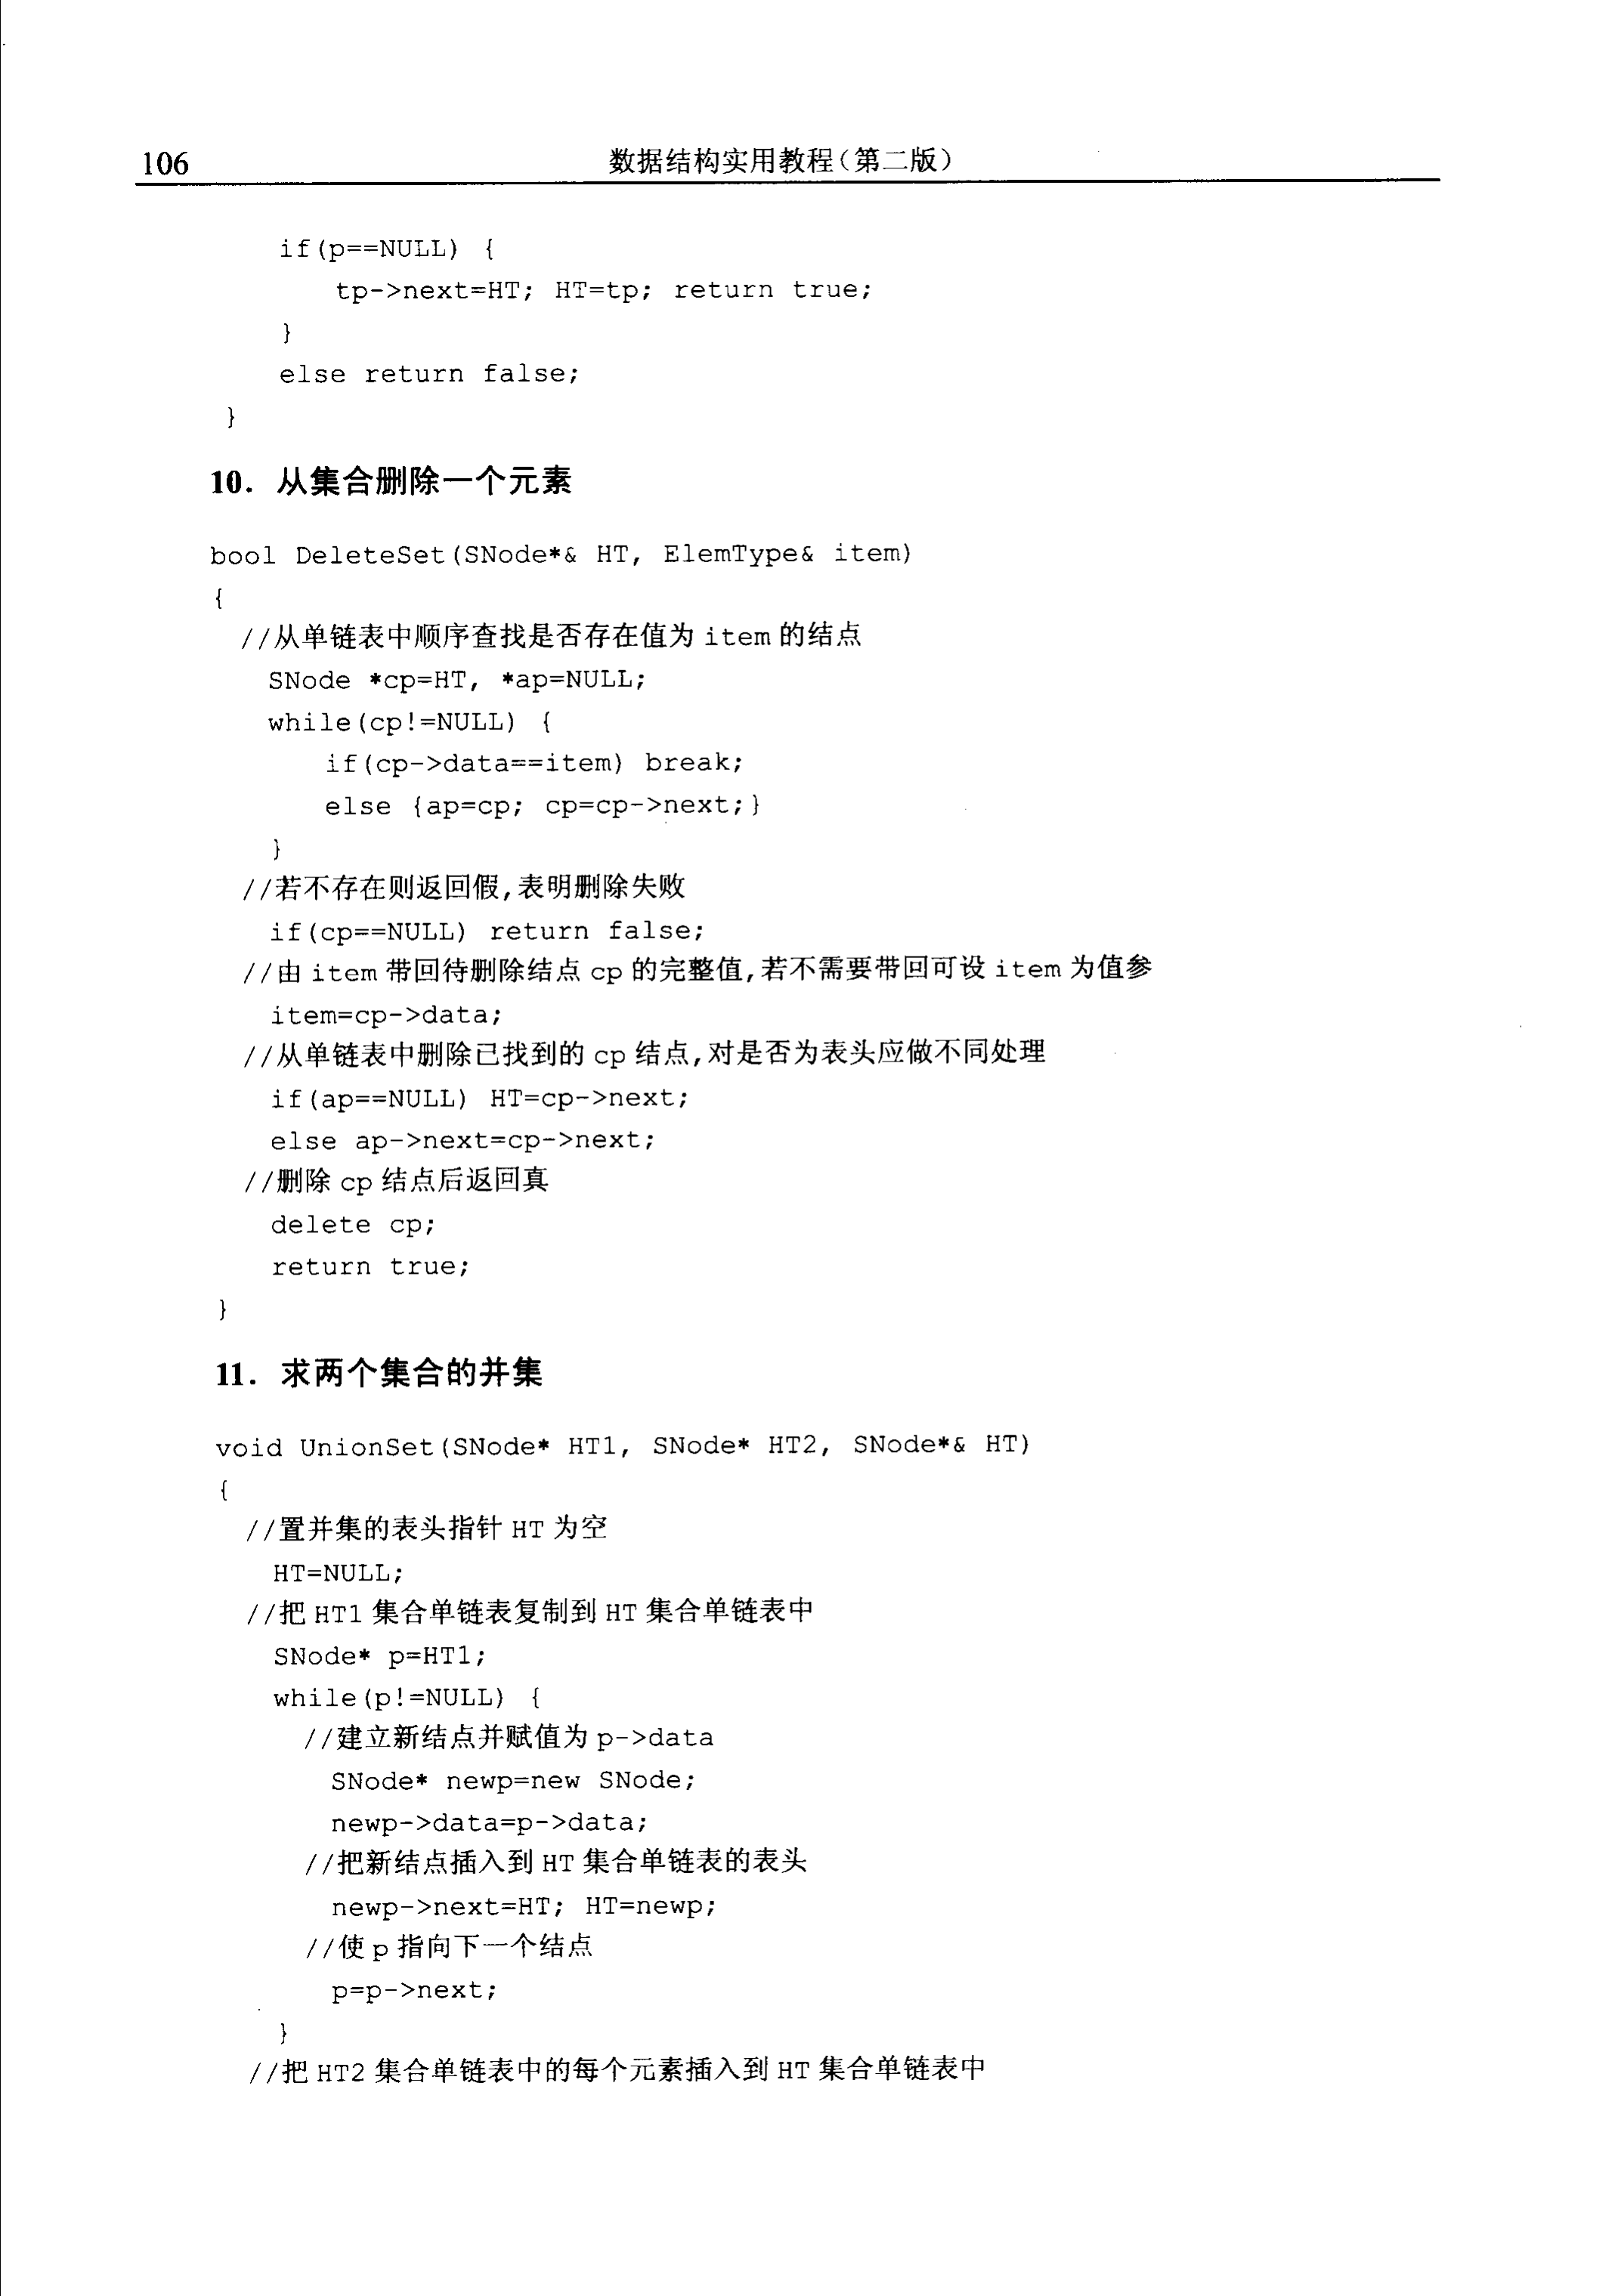 106
数据结构实用教程(第二版)
if(p==NULL) {
tp->next=HT; HT=tp; return true;
}
else return false;
}
10. 从集合删除一个元素
bool DeleteSet(SNode*& HT, ElemType& item)
{
//从单链表中顺序查找是否存在值为 item 的结点
SNode *cp=HT, *ap=NULL;
while(cp!=NULL) {
if(cp->data==item) break;
else {ap=cp; cp=cp->next;}
}
//若不存在则返回假,表明删除失败
if(cp==NULL) return false;
//由 item 带回待删除结点 cp 的完整值,若不需要带回可设 item 为值参
item=cp->data;
//从单链表中删除已找到的 cp 结点,对是否为表头应做不同处理
if(ap==NULL) HT=cp->next;
else ap->next=cp->next;
//删除 cp 结点后返回真
delete cp;
return true;
}
11. 求两个集合的并集
void UnionSet(SNode* HT1, SNode* HT2, SNode*& HT)
{
//置并集的表头指针 HT 为空
HT=NULL;
//把 HT1 集合单链表复制到 HT 集合单链表中
SNode* p=HT1;
while(p!=NULL) {
//建立新结点并赋值为 p->data
SNode* newp=new SNode;
newp->data=p->data;
//把新结点插入到 HT 集合单链表的表头
newp->next=HT; HT=newp;
//使 p 指向下一个结点
p=p->next;
}
//把 HT2 集合单链表中的每个元素插入到 HT 集合单链表中